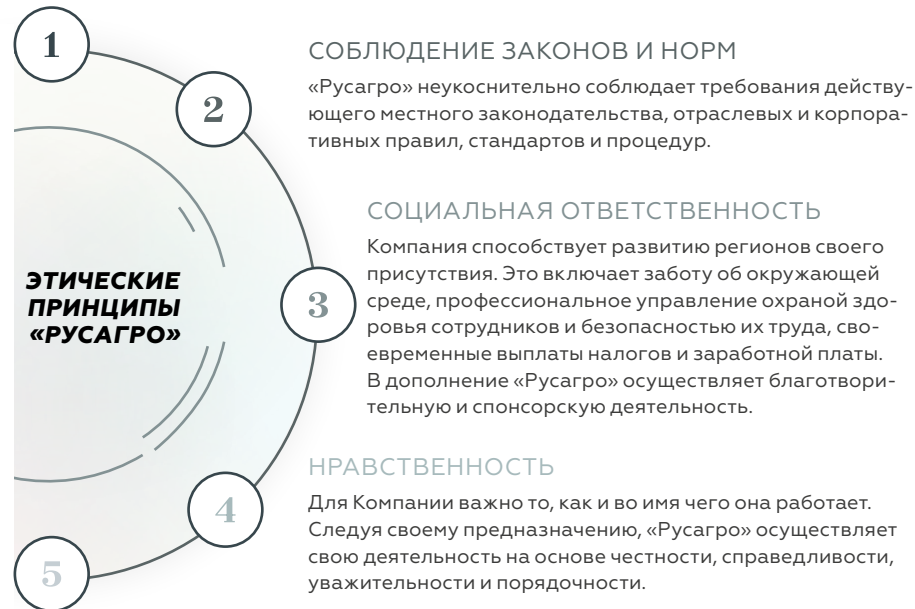 1
СОБЛЮДЕНИЕ ЗАКОНОВ И НОРМ
«Русагро» неукоснительно соблюдает требования действу-
ющего местного законодательства, отраслевых и корпора-
тивных правил, стандартов и процедур.
2
СОЦИАЛЬНАЯ ОТВЕТСТВЕННОСТЬ
Компания способствует развитию регионов своего
присутствия. Это включает заботу об окружающей
среде, профессиональное управление охраной здо-
ровья сотрудников и безопасностью их труда, сво-
евременные выплаты налогов и заработной платы.
В дополнение «Русагро» осуществляет благотвори-
тельную и спонсорскую деятельность.
ЭТИЧЕСКИЕ
ПРИНЦИПЫ
«РУСАГРО»
3
НРАВСТВЕННОСТЬ
Для Компании важно то, как и во имя чего она работает.
Следуя своему предназначению, «Русагро» осуществляет
свою деятельность на основе честности, справедливости,
уважительности и порядочности.
4
5